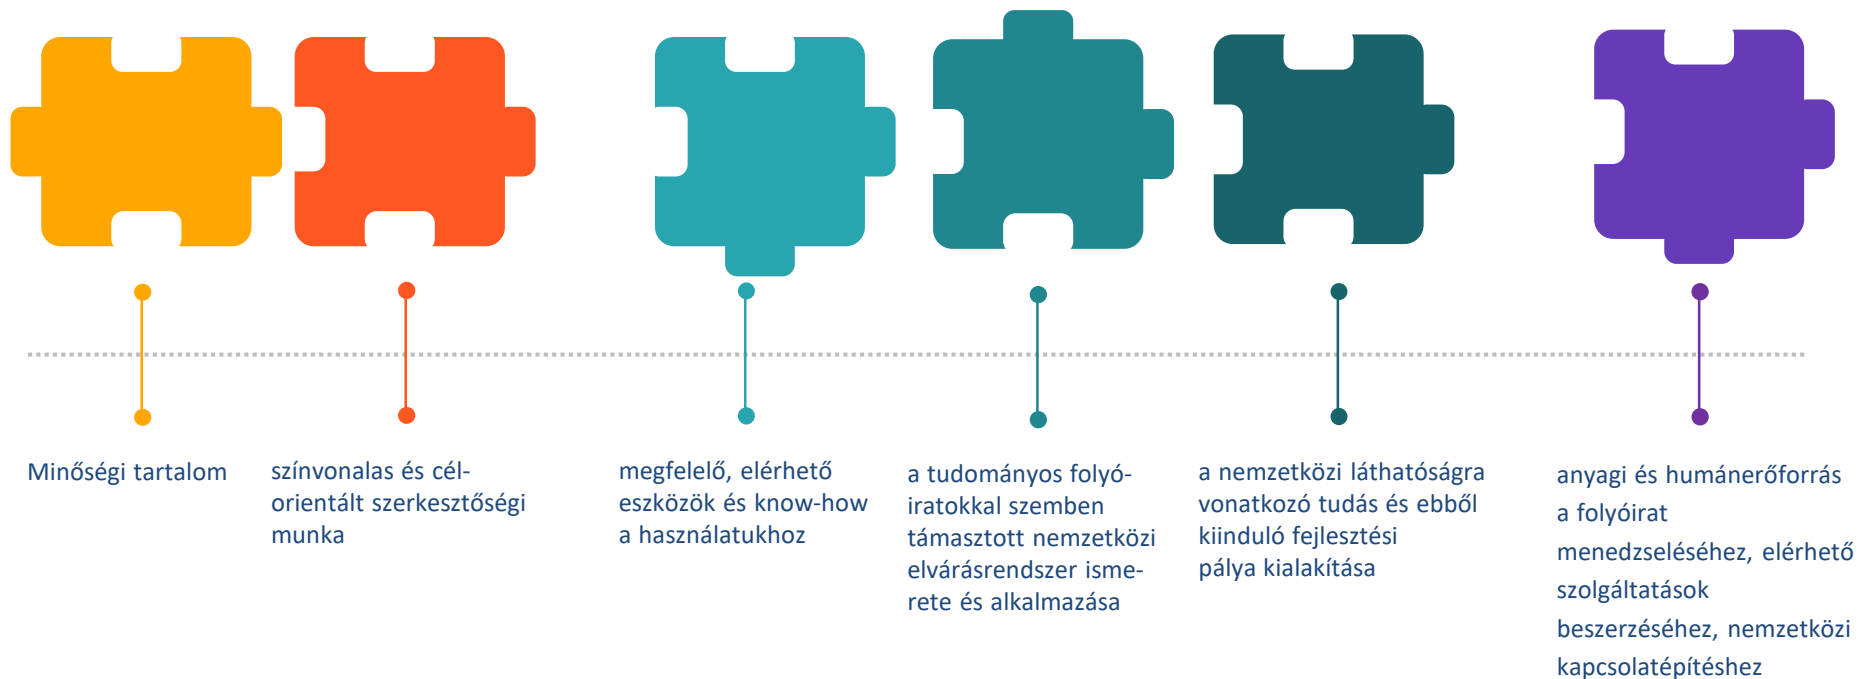 Minőségi tartalom
színvonalas és cél-
orientált szerkesztőségi
munka
megfelelő, elérhető
eszközök és know-how
a használatukhoz
a tudományos folyó-
iratokkal szemben
támasztott nemzetközi
elvárásrendszer isme-
rete és alkalmazása
a nemzetközi láthatóságra
vonatkozó tudás és ebből
kiinduló fejlesztési
pálya kialakítása
anyagi és humánerőforrás
a folyóirat
menedzseléséhez, elérhető
szolgáltatások
beszerzéséhez, nemzetközi
kapcsolatépítéshez